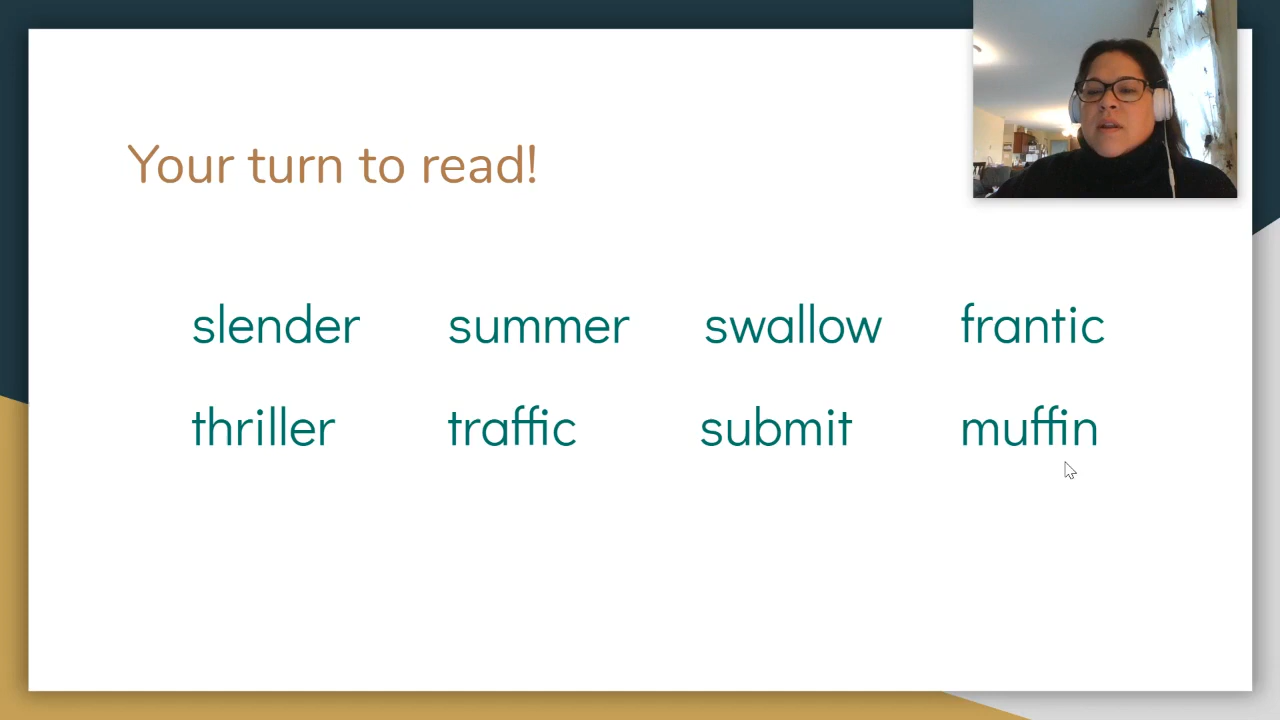 Your turn to read!
slender summer swallow frantic
thriller traffic submit muffin